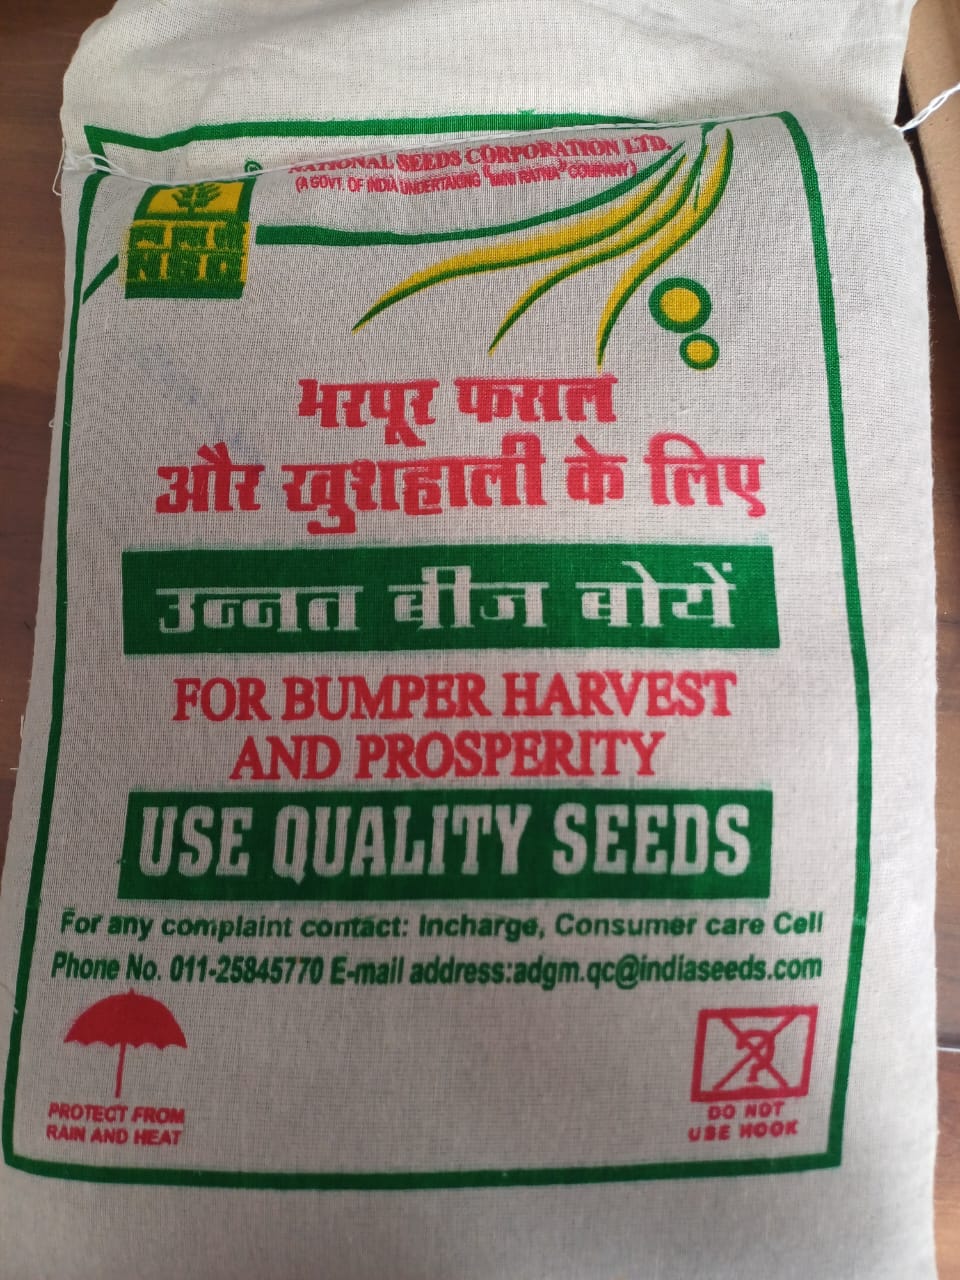 NATIONAL SEEDS CORPORATION LTD.
(A GOVT. OF INDIA UNDERTAKING "MINI RATNA" COMPANY)
NSC
भरपूर फसल
और खुशहाली के लिए
उन्नत बीज बोयें
FOR BUMPER HARVEST
AND PROSPERITY
USE QUALITY SEEDS
For any complaint contact: Incharge, Consumer care Cell
Phone No. 011-25845770 E-mail address:adgm.qc@indiaseeds.com
PROTECT FROM
RAIN AND HEAT
DO NOT
USE HOOK